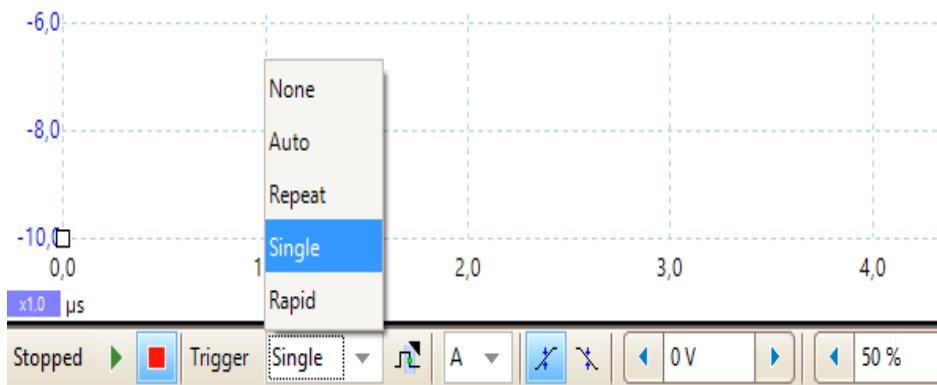 -6,0
None
-8,0
Auto
Repeat
-10,0
Single
0,0 1 2,0 3,0 4,0
Rapid
x1,0 µs
Stopped Trigger Single A 0 V 50 %